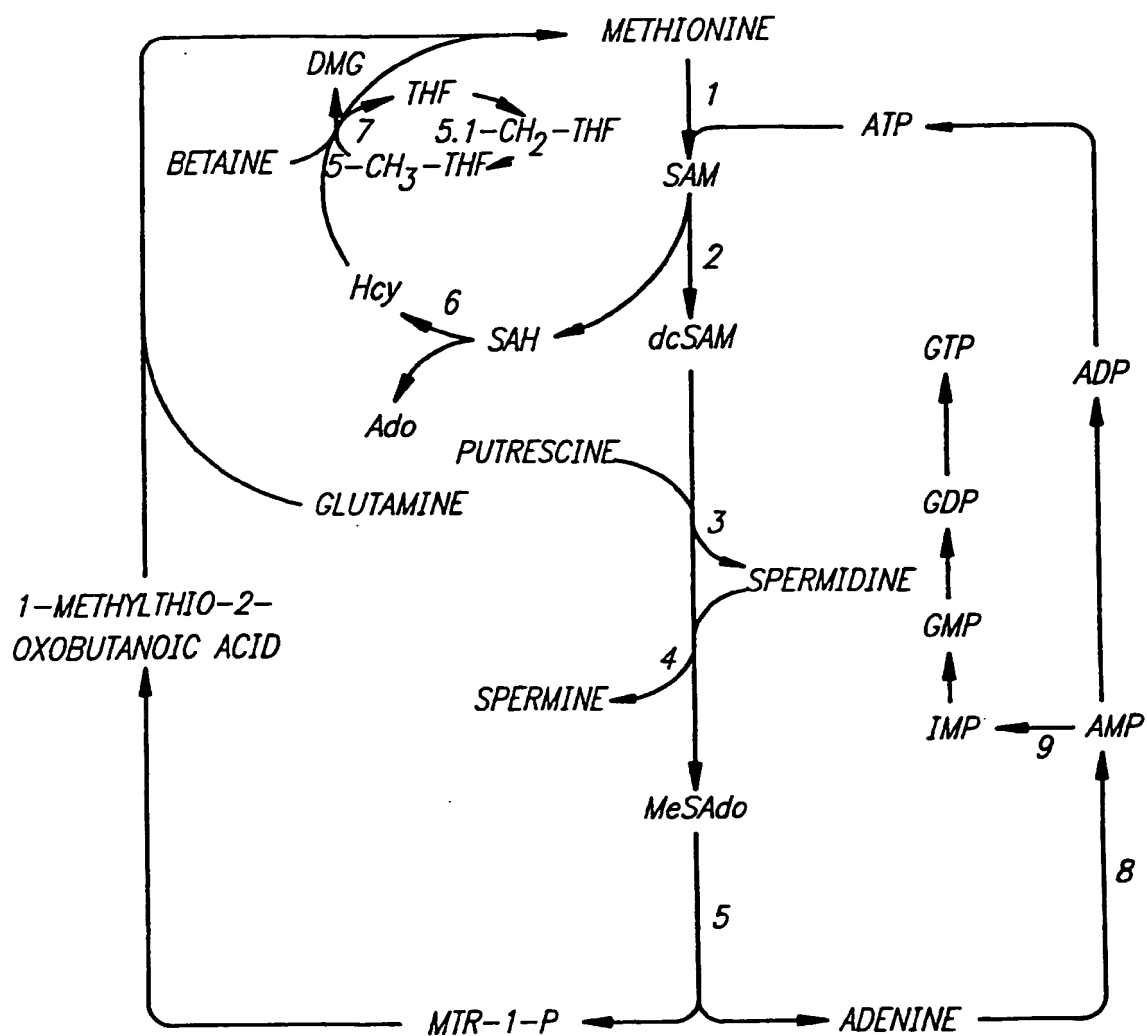 METHIONINE
DMG
THF
1
7
5.1-CH2-THF
ATP
BETAINE
5-CH3-THF
SAM
2
Hcy
6
SAH
dcSAM
GTP
ADP
Ado
PUTRESCINE
GLUTAMINE
3
GDP
SPERMIDINE
1-METHYLTHIO-2-
OXOBUTANOIC ACID
GMP
4
SPERMINE
IMP
9
AMP
MeSAdo
8
5
MTR-1-P
ADENINE